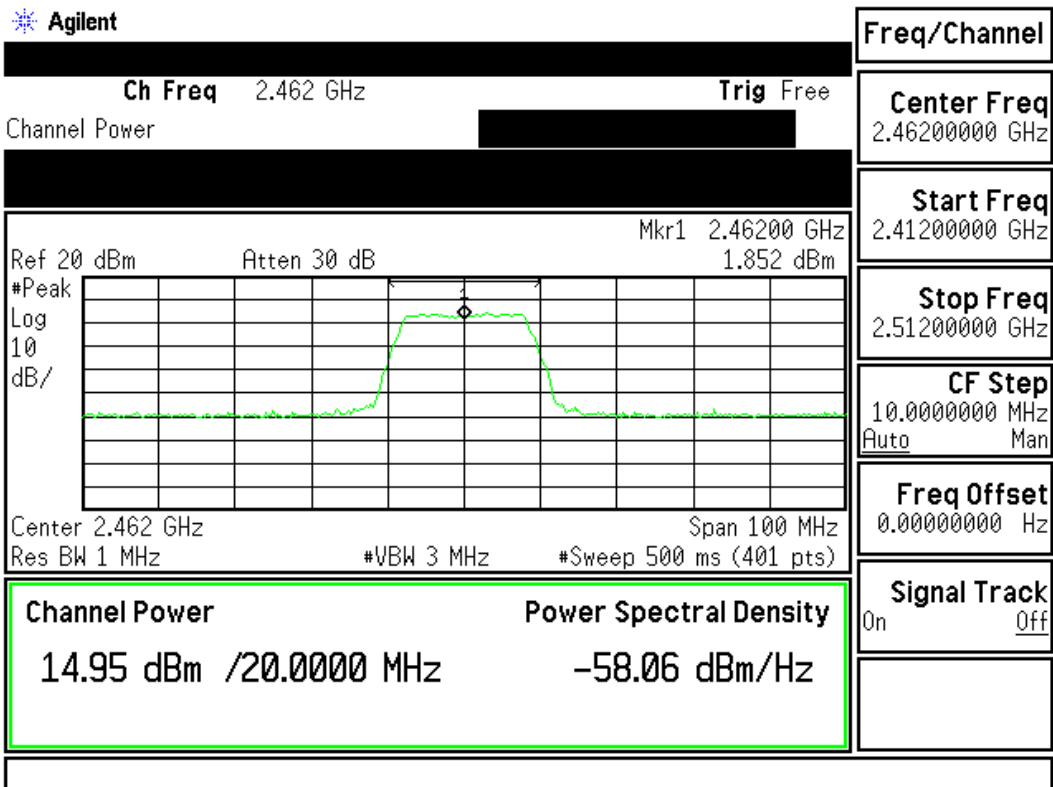 Agilent
Freq/Channel
Ch Freq 2.462 GHz
Trig Free
Channel Power
Center Freq
2.46200000 GHz
Start Freq
2.41200000 GHz
Stop Freq
2.51200000 GHz
CF Step
10.0000000 MHz
Auto Man
Freq Offset
0.00000000 Hz
Signal Track
On Off
Mkr1 2.46200 GHz
Ref 20 dBm Atten 30 dB 1.852 dBm
#Peak
Log
10
dB/
1
Center 2.462 GHz Span 100 MHz
Res BW 1 MHz #VBW 3 MHz #Sweep 500 ms (401 pts)
Channel Power Power Spectral Density
14.95 dBm /20.0000 MHz -58.06 dBm/Hz